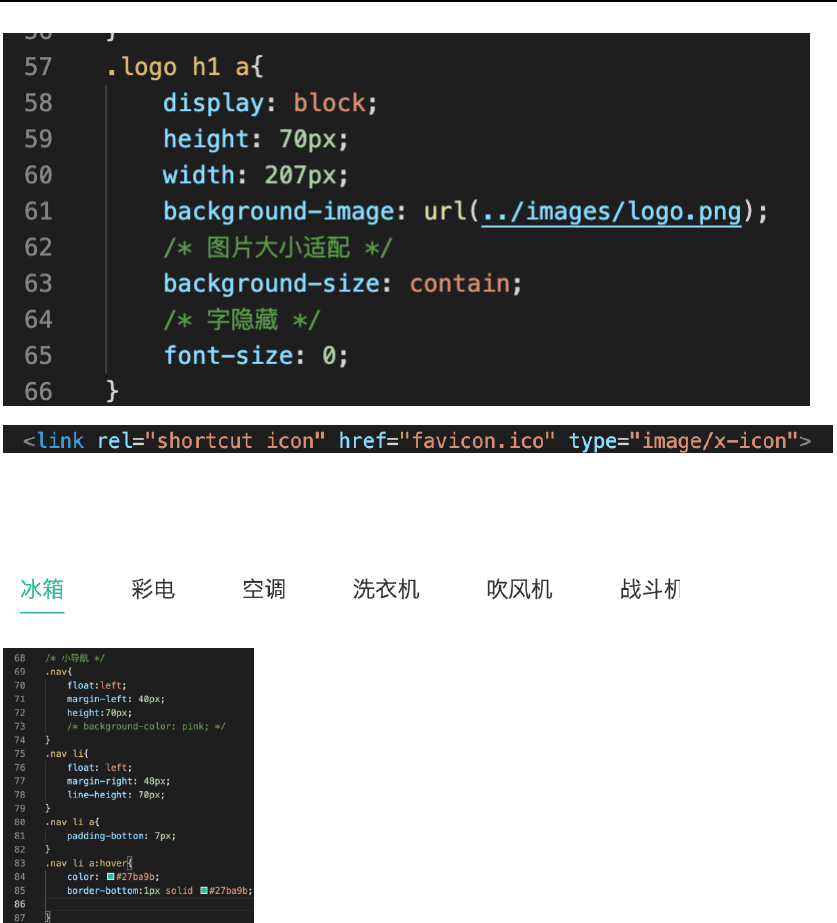 56 }
57 .logo h1 a{
58 display: block;
59 height: 70px;
60 width: 207px;
61 background-image: url(../images/logo.png);
62 /* 图片大小适配 */
63 background-size: contain;
64 /* 字隐藏 */
65 font-size: 0;
66 }
<link rel="shortcut icon" href="favicon.ico" type="image/x-icon">
冰箱 彩电 空调 洗衣机 吹风机 战斗机
68 /* 小导航 */
69 .nav{
70 float:left;
71 margin-left: 40px;
72 height:70px;
73 /* background-color: pink; */
74 }
75 .nav li{
76 float: left;
77 margin-right: 48px;
78 line-height: 70px;
79 }
80 .nav li a{
81 padding-bottom: 7px;
82 }
83 .nav li a:hover{
84 color: #27ba9b;
85 border-bottom:1px solid #27ba9b;
86
87 }